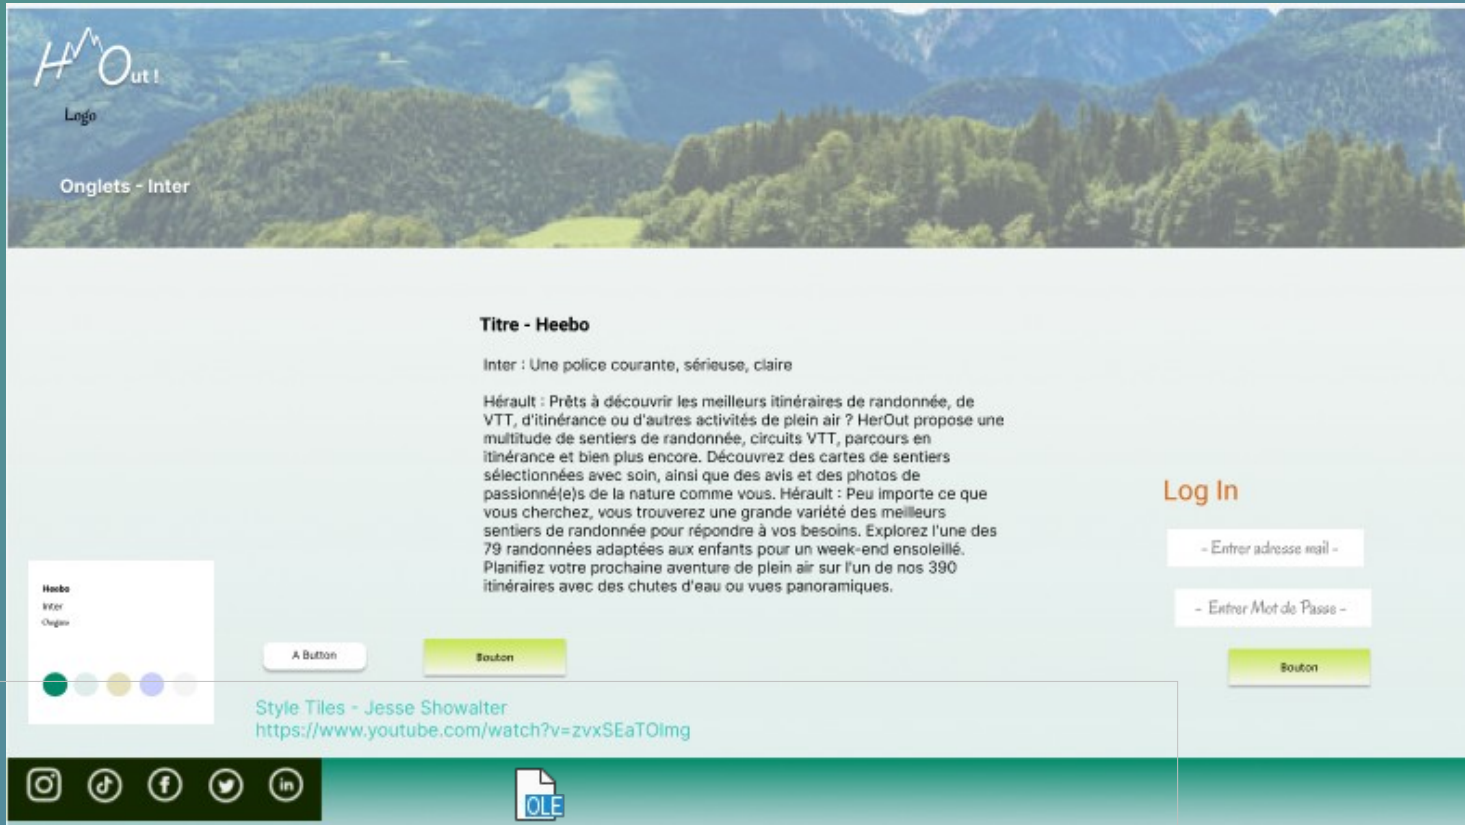 H Out !
Logo
Onglets - Inter
Titre - Heebo
Inter : Une police courante, sérieuse, claire
Hérault : Prêts à découvrir les meilleurs itinéraires de randonnée, de
VTT, d'itinérance ou d'autres activités de plein air ? HerOut propose une
multitude de sentiers de randonnée, circuits VTT, parcours en
itinérance et bien plus encore. Découvrez des cartes de sentiers
sélectionnées avec soin, ainsi que des avis et des photos de
passionné(e)s de la nature comme vous. Hérault : Peu importe ce que
vous cherchez, vous trouverez une grande variété des meilleurs
sentiers de randonnée pour répondre à vos besoins. Explorez l'une des
79 randonnées adaptées aux enfants pour un week-end ensoleillé.
Planifiez votre prochaine aventure de plein air sur l'un de nos 390
itinéraires avec des chutes d'eau ou vues panoramiques.
Log In
- Entrer adresse mail -
- Entrer Mot de Passe -
Bouton
Heebo
Inter
A Button
Bouton
Style Tiles - Jesse Showalter
https://www.youtube.com/watch?v=zvxSEaTOImg
in
OLE